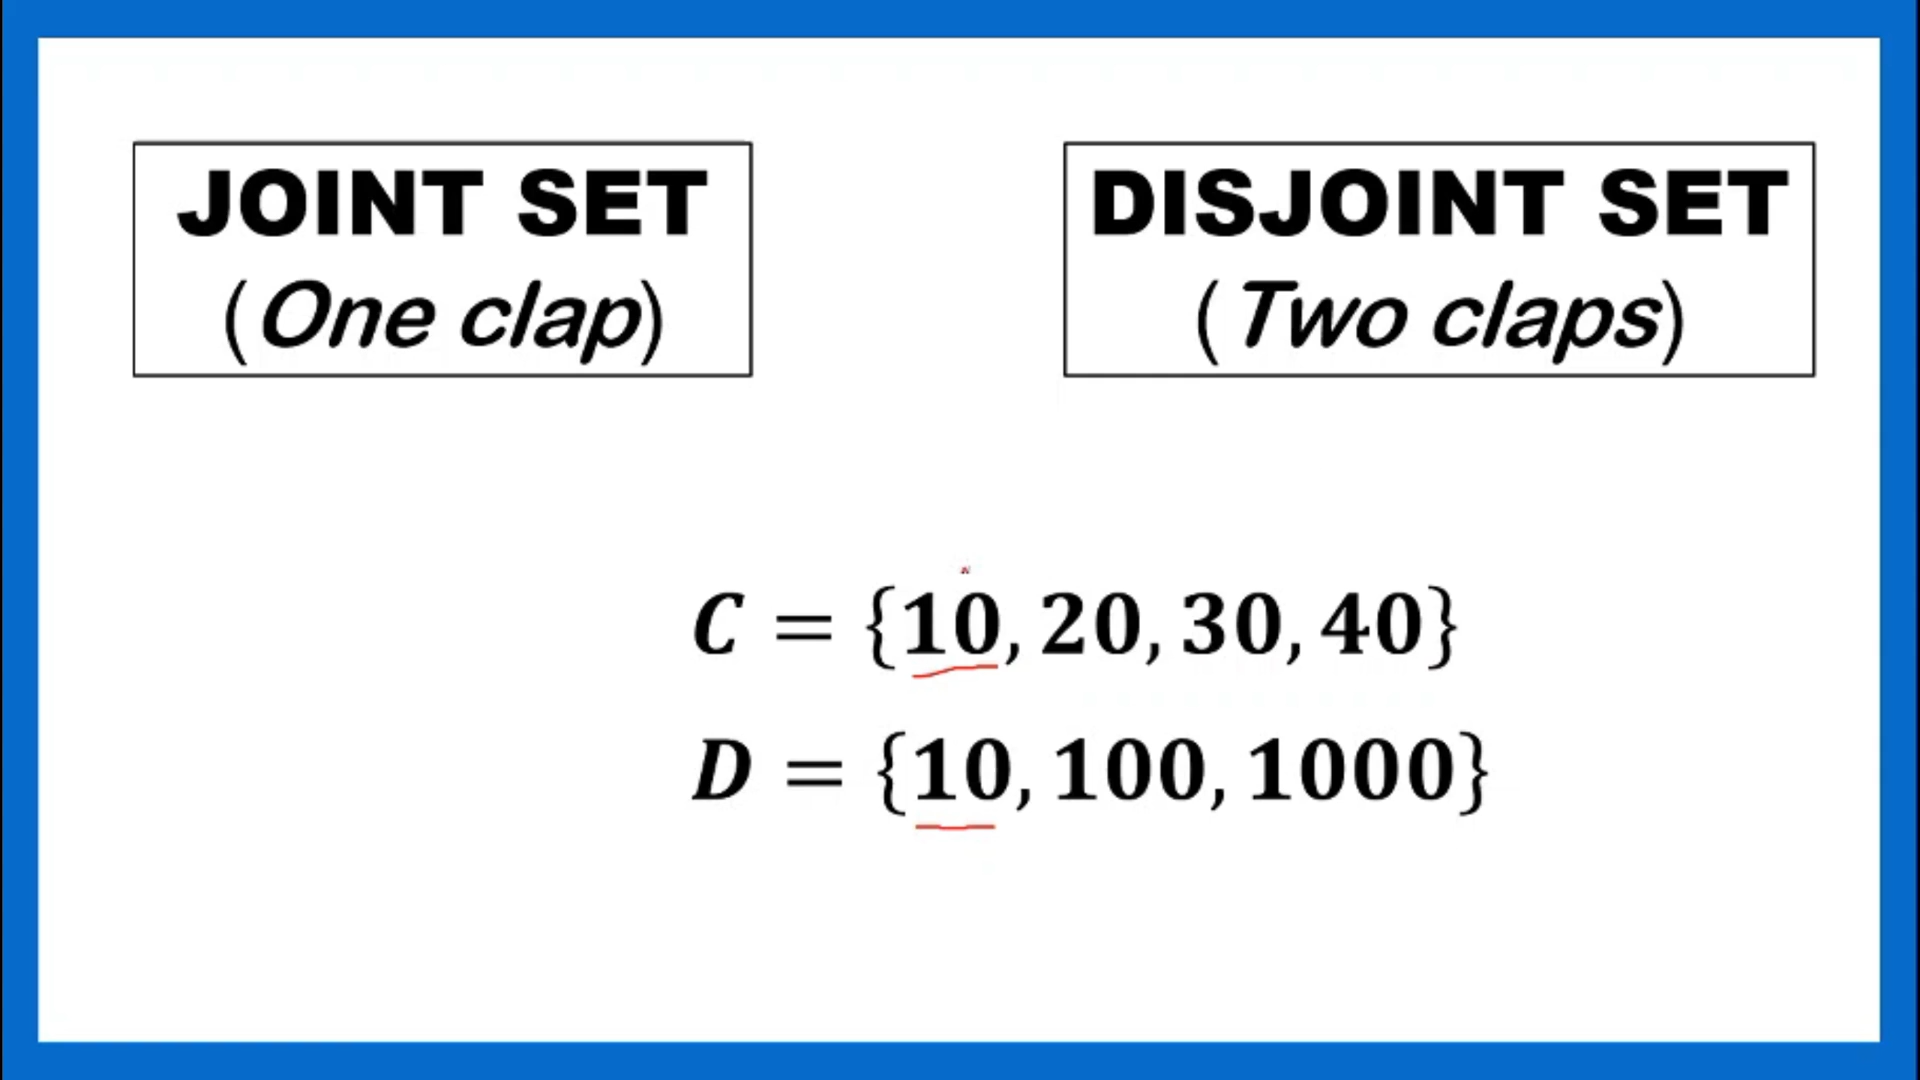 JOINT SET
(One clap)
DISJOINT SET
(Two claps)
C = {10, 20, 30, 40}
D = {10, 100, 1000}